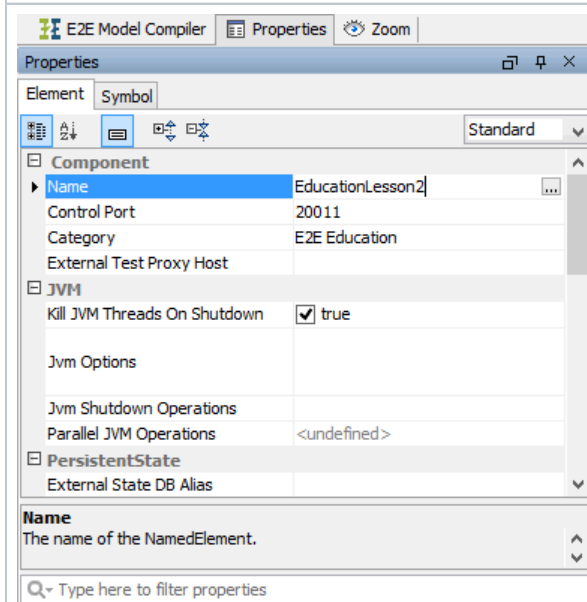 E2E Model Compiler Properties Zoom
Properties
Element Symbol
Standard
Component
Name EducationLesson2 ...
Control Port 20011
Category E2E Education
External Test Proxy Host
JVM
Kill JVM Threads On Shutdown true
Jvm Options
Jvm Shutdown Operations
Parallel JVM Operations <undefined>
PersistentState
External State DB Alias
Name
The name of the NamedElement.
Type here to filter properties